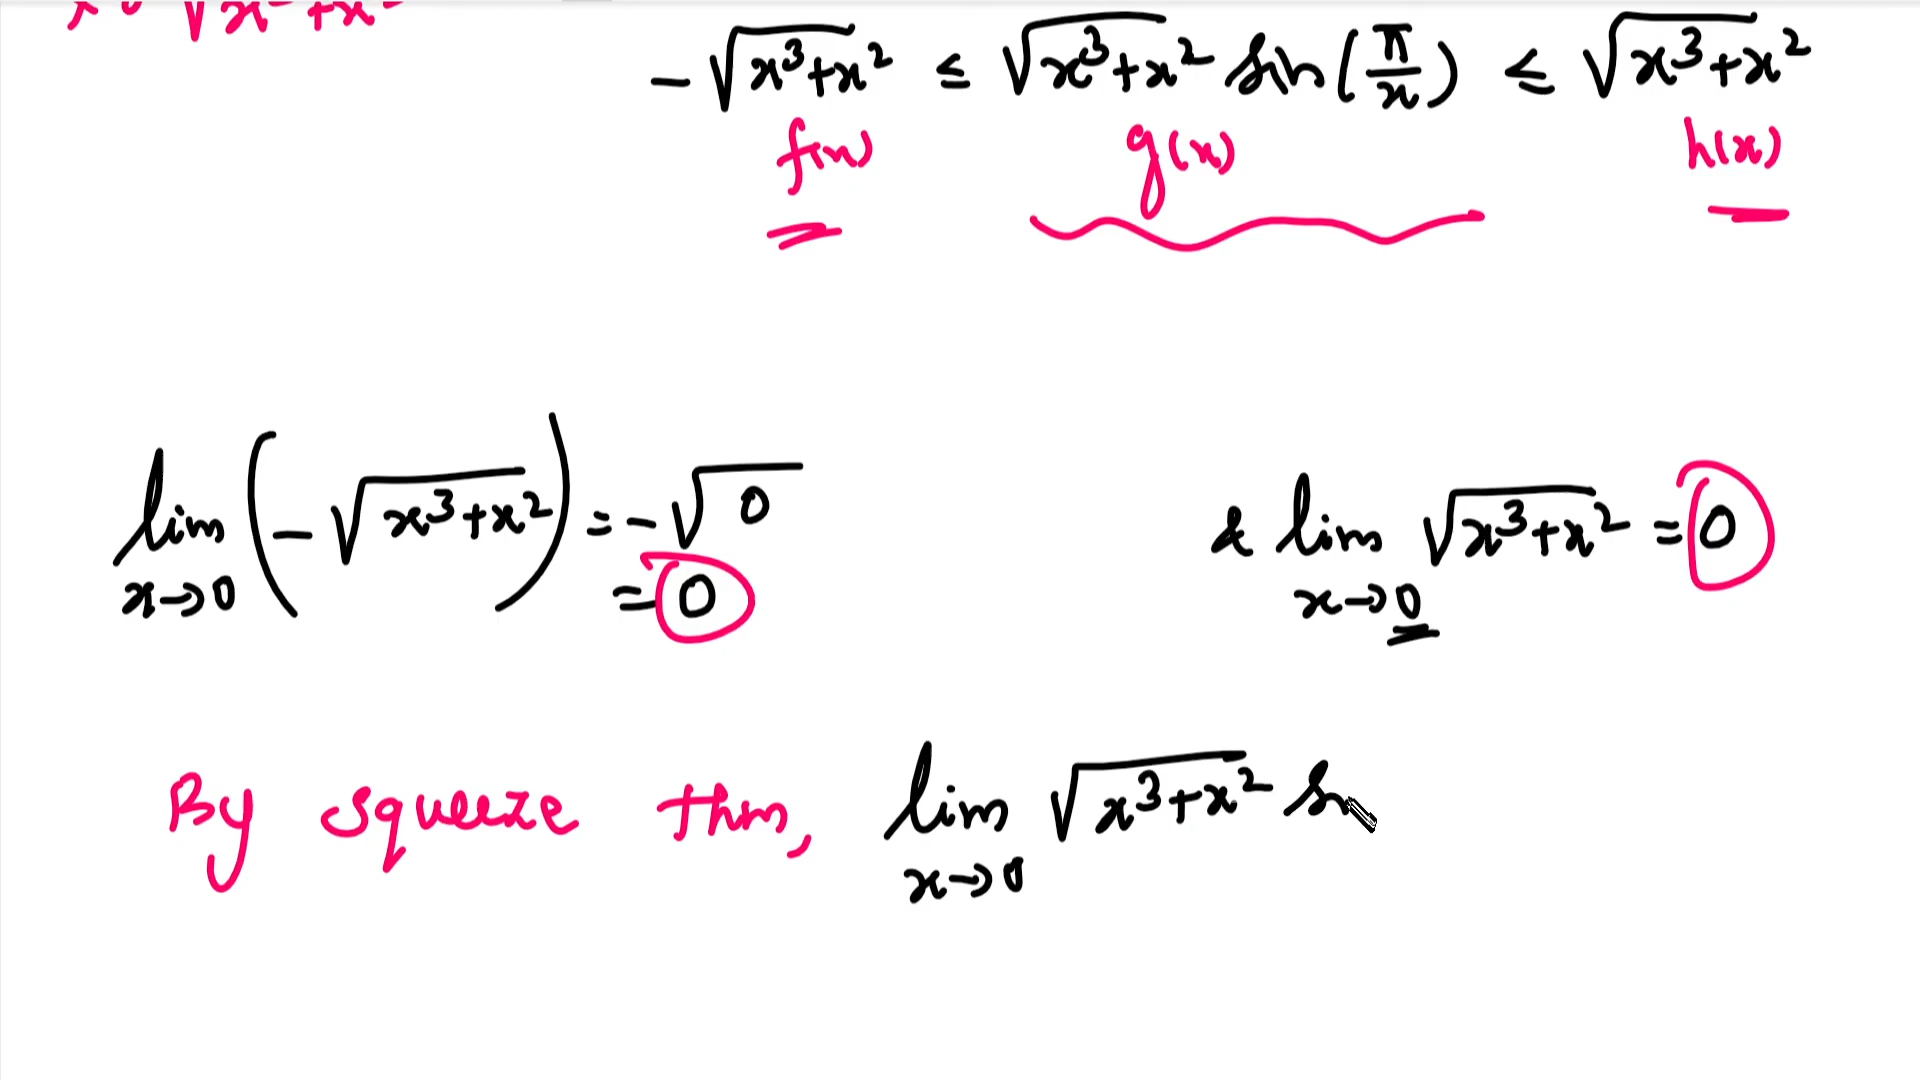 -√x³+x² ≤ √x³+x² sin(π/x) ≤ √x³+x²
f(x) g(x) h(x)
lim x→0 (-√x³+x²) = -√0
= 0
& lim x→0 √x³+x² = 0
By squeeze thm, lim x→0 √x³+x² si